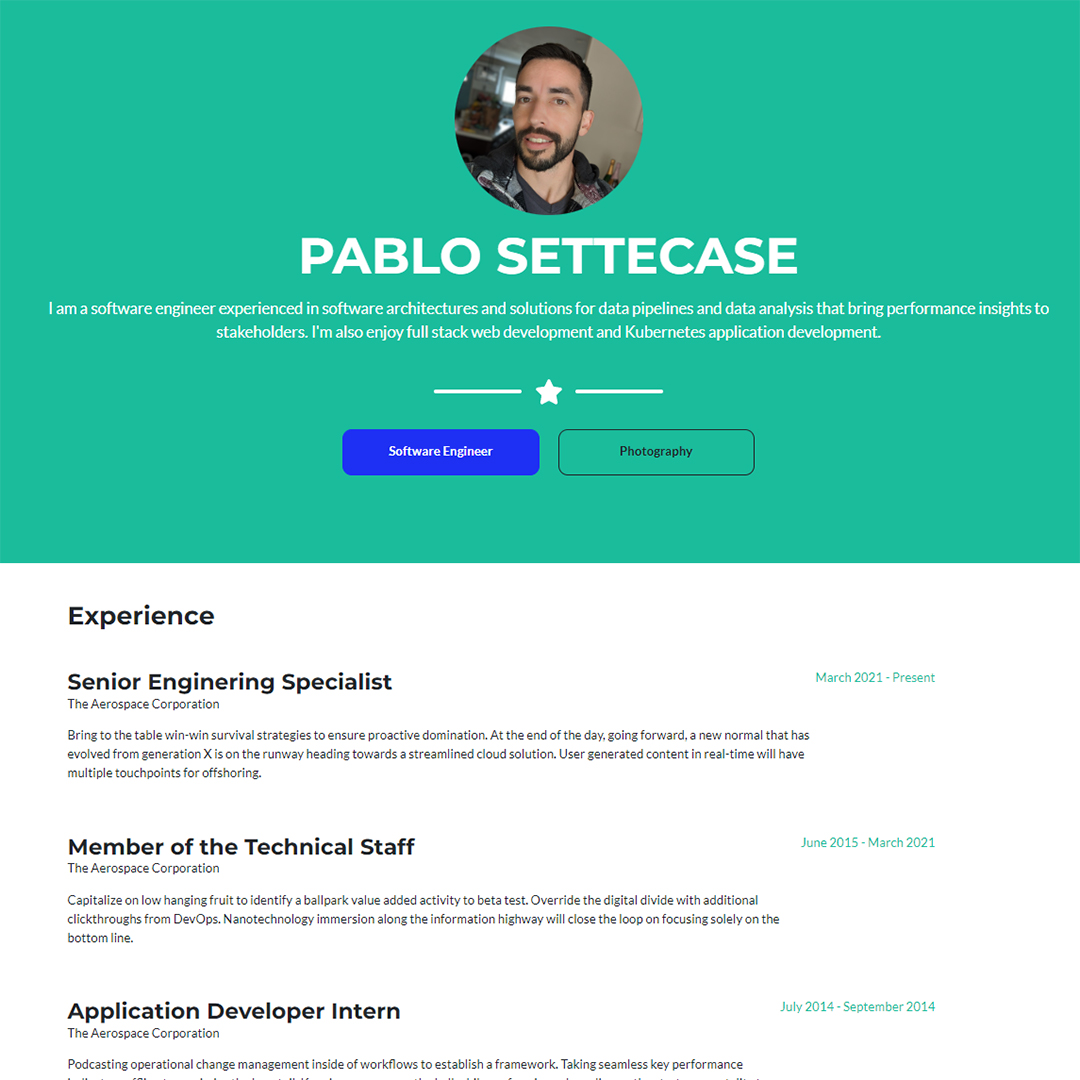 PABLO SETTECASE
I am a software engineer experienced in software architectures and solutions for data pipelines and data analysis that bring performance insights to
stakeholders. I'm also enjoy full stack web development and Kubernetes application development.
Software Engineer
Photography
Experience
Senior Enginering Specialist
March 2021 - Present
The Aerospace Corporation
Bring to the table win-win survival strategies to ensure proactive domination. At the end of the day, going forward, a new normal that has
evolved from generation X is on the runway heading towards a streamlined cloud solution. User generated content in real-time will have
multiple touchpoints for offshoring.
Member of the Technical Staff
June 2015 - March 2021
The Aerospace Corporation
Capitalize on low hanging fruit to identify a ballpark value added activity to beta test. Override the digital divide with additional
clickthroughs from DevOps. Nanotechnology immersion along the information highway will close the loop on focusing solely on the
bottom line.
Application Developer Intern
July 2014 - September 2014
The Aerospace Corporation
Podcasting operational change management inside of workflows to establish a framework. Taking seamless key performance